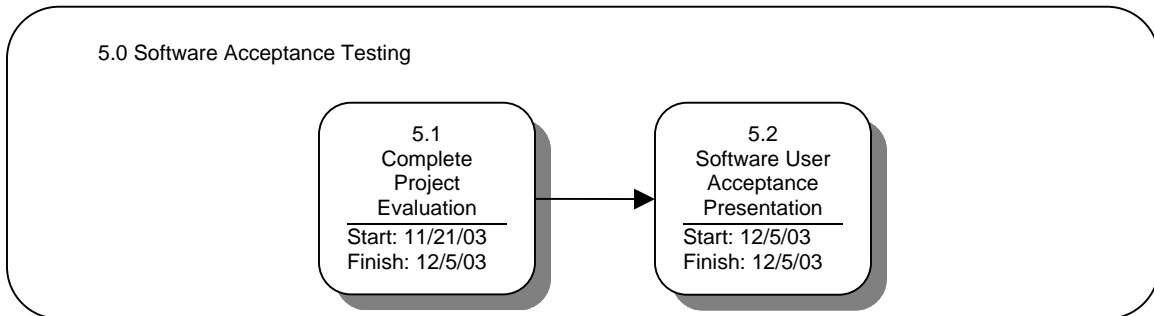 5.0 Software Acceptance Testing
5.1
Complete
Project
Evaluation
Start: 11/21/03
Finish: 12/5/03
5.2
Software User
Acceptance
Presentation
Start: 12/5/03
Finish: 12/5/03